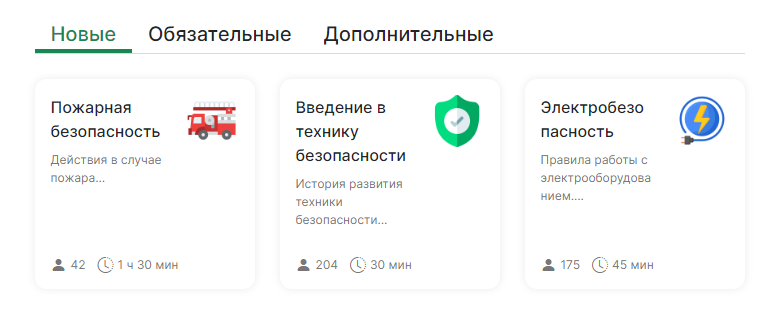 Новые Обязательные Дополнительные
Пожарная
безопасность
Действия в случае
пожара...
42 1 ч 30 мин
Введение в
технику
безопасности
История развития
техники
безопасности...
204 30 мин
Электробезо
пасность
Правила работы с
электрооборудова
нием....
175 45 мин